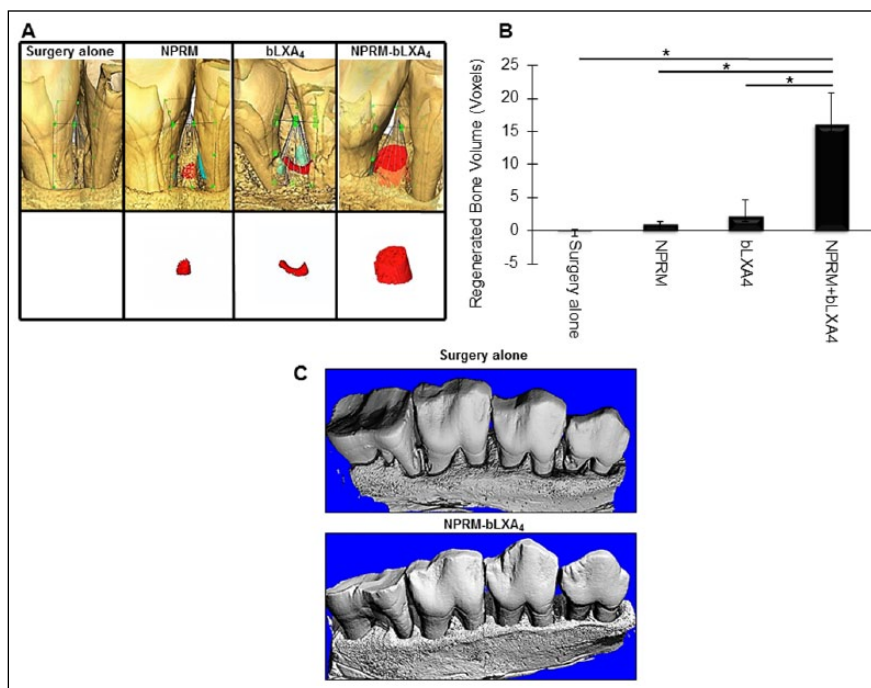 A
Surgery alone NPRM bLXA₄ NPRM-bLXA₄
B
* 
*
*
Regenerated Bone Volume (Voxels)
25
20
15
10
5
0
-5
Surgery alone
NPRM
bLXA4
NPRM+bLXA4
C
Surgery alone
NPRM-bLXA₄